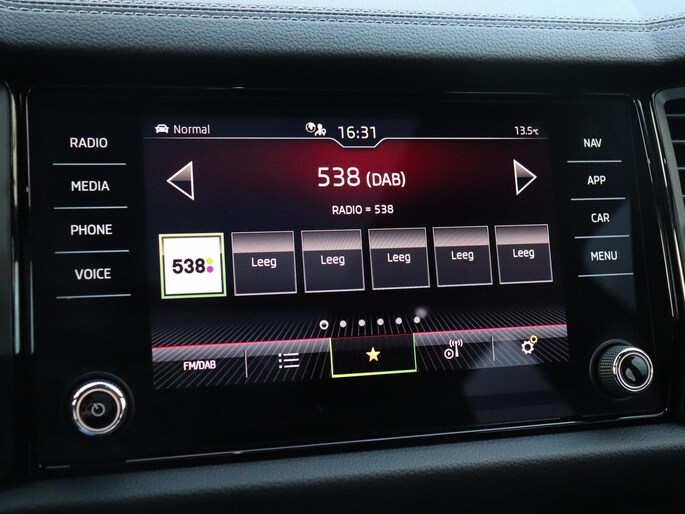 RADIO
MEDIA
PHONE
VOICE
Normal
16:31
13.5°C
538 (DAB)
RADIO = 538
538
Leeg
Leeg
Leeg
Leeg
Leeg
FM/DAB
NAV
APP
CAR
MENU